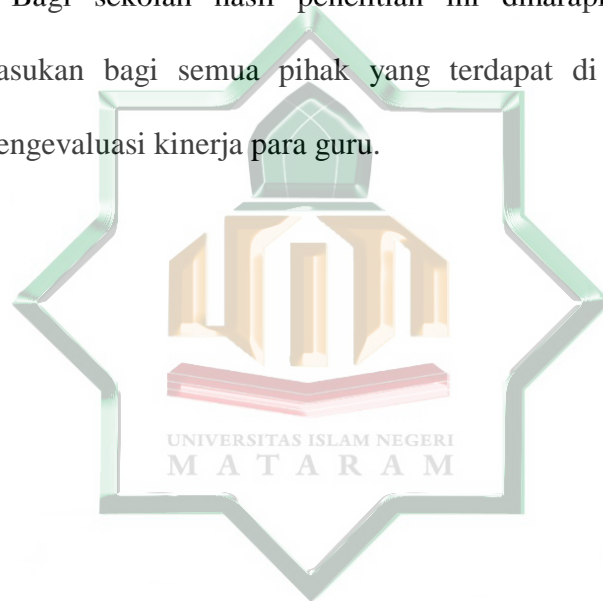 Bagi sekolah hasil penelitian ini
asukan bagi semua pihak yang terdapat di
engevaluasi kinerja para guru.
UNIVERSITAS ISLAM NEGERI
MATARAM